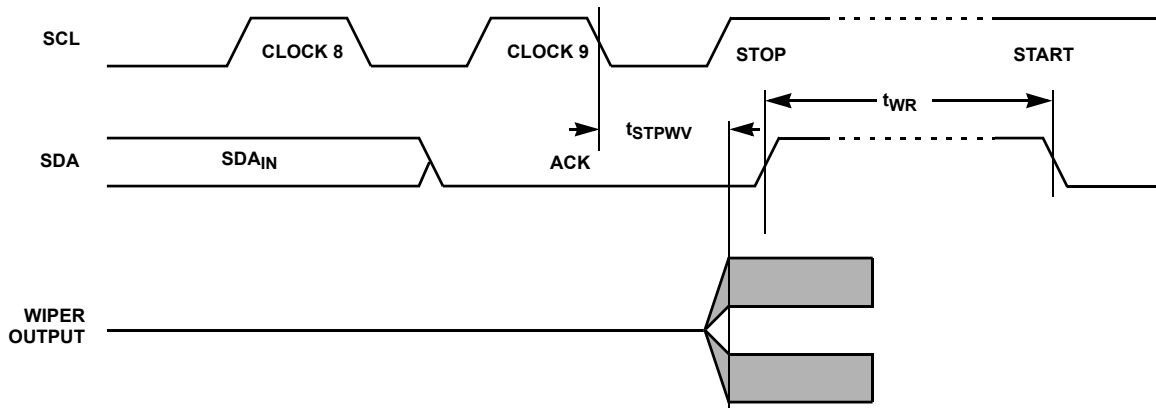 SCL
CLOCK 8
CLOCK 9
STOP
START
tWR
tSTPWV
SDA
SDAIN
ACK
WIPER
OUTPUT